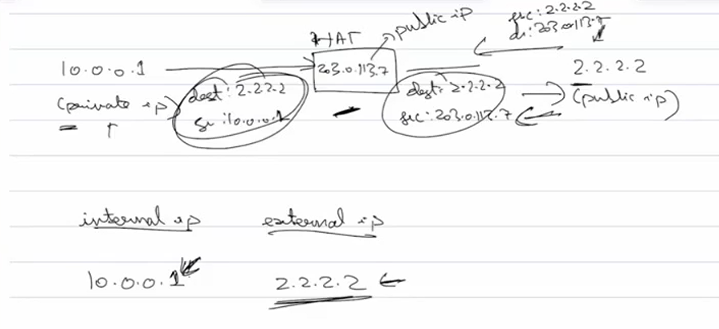 NAT
public ip
src: 2.2.2.2
ds: 203.0.113.7
10.0.0.1
203.0.113.7
2.2.2.2
(private ip)
dest: 2.2.2.2
dest: 2.2.2.2
(public ip)
sr: 10.0.0.1
src: 203.0.113.7
internal ip
external ip
10.0.0.1
2.2.2.2